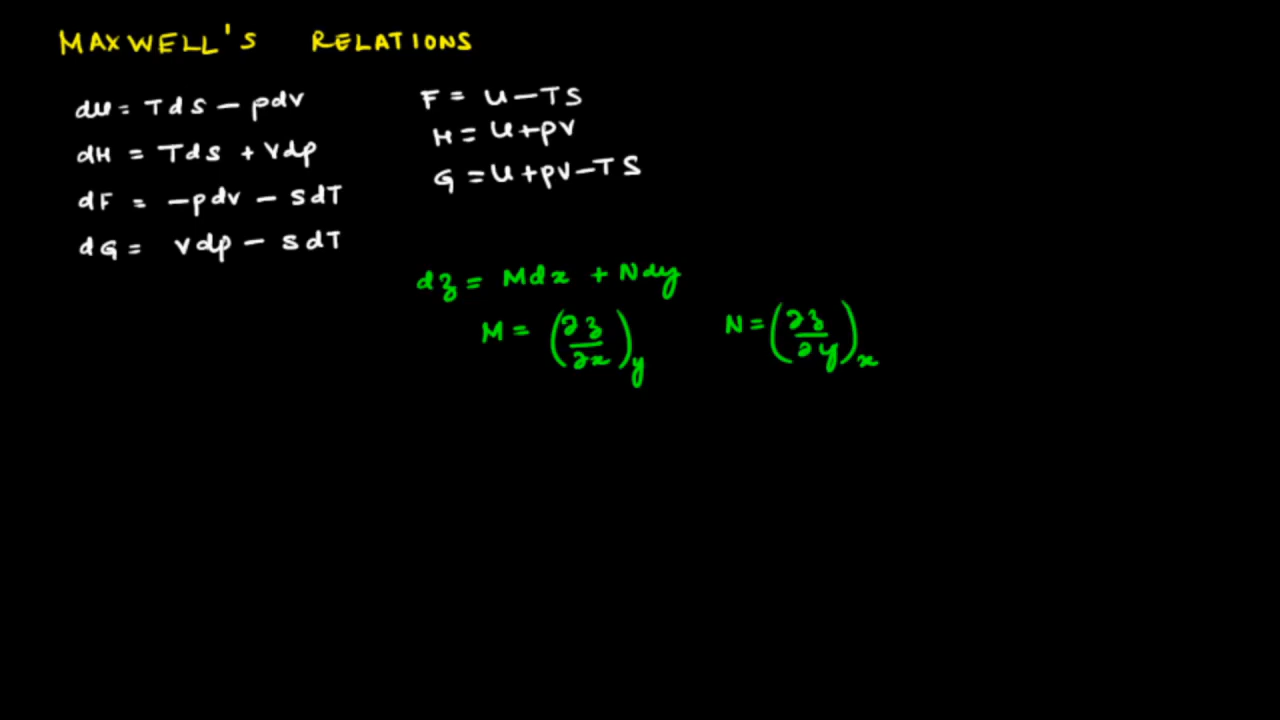 MAXWELL'S RELATIONS
du = Tds - pdv
dH = Tds + vdp
dF = -pdv - sdT
dG = vdp - sdT
F = u - TS
H = u + pv
G = u + pv - TS
dz = Mdx + Ndy
M = (∂z/∂x)y N = (∂z/∂y)x